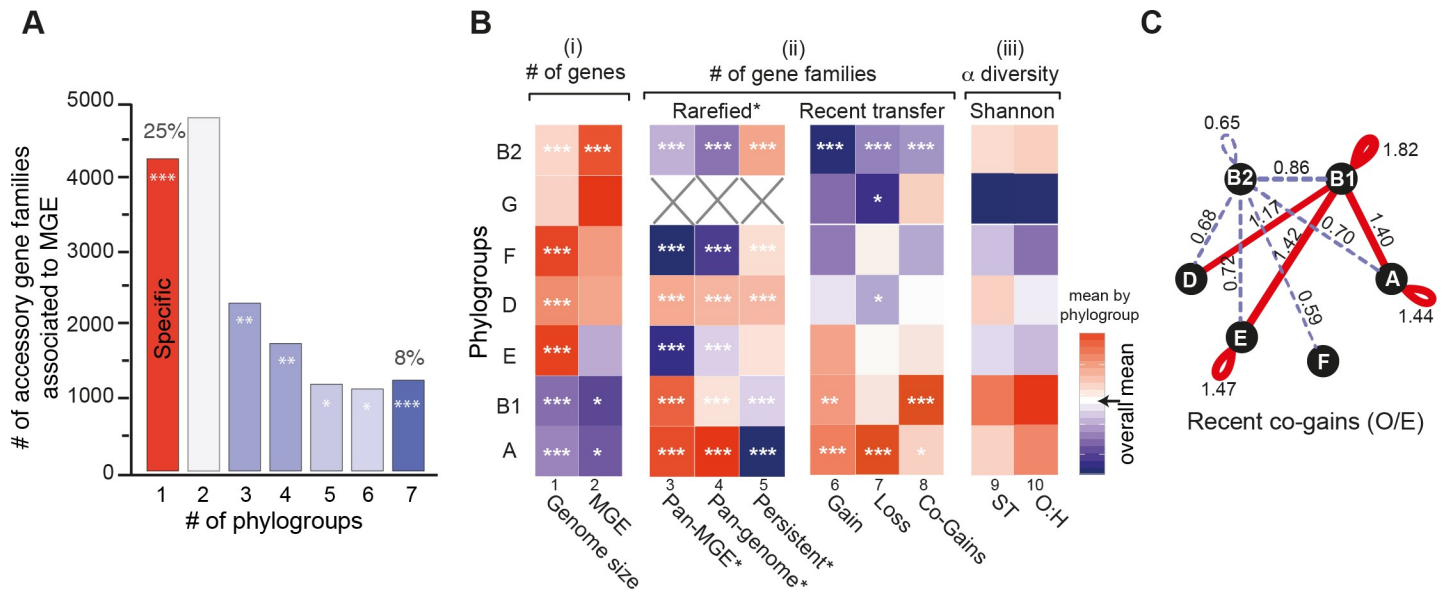 A
# of accessory gene families
associated to MGE
5000
4000
3000
2000
1000
0
25%
***
Specific
**
**
*
*
8%
***
1 2 3 4 5 6 7
# of phylogroups
B
(i)
# of genes
(ii)
# of gene families
(iii)
α diversity
Rarefied*
Recent transfer
Shannon
Phylogroups
B2 *** *** *** *** *** *** *** ***
G *
F *** *** *** ***
D *** *** *** *** *
E *** *** ***
B1 *** * *** *** *** ** ***
A *** * *** *** *** *** *** *
1 2 3 4 5 6 7 8 9 10
Genome size
MGE
Pan-MGE*
Pan-genome*
Persistent*
Gain
Loss
Co-Gains
ST
O:H
mean by
phylogroup
overall mean
C
0.65
B2
0.86
B1
1.82
0.68
1.17
1.42
0.72
0.70
1.40
0.59
D
A
1.44
E
F
1.47
Recent co-gains (O/E)